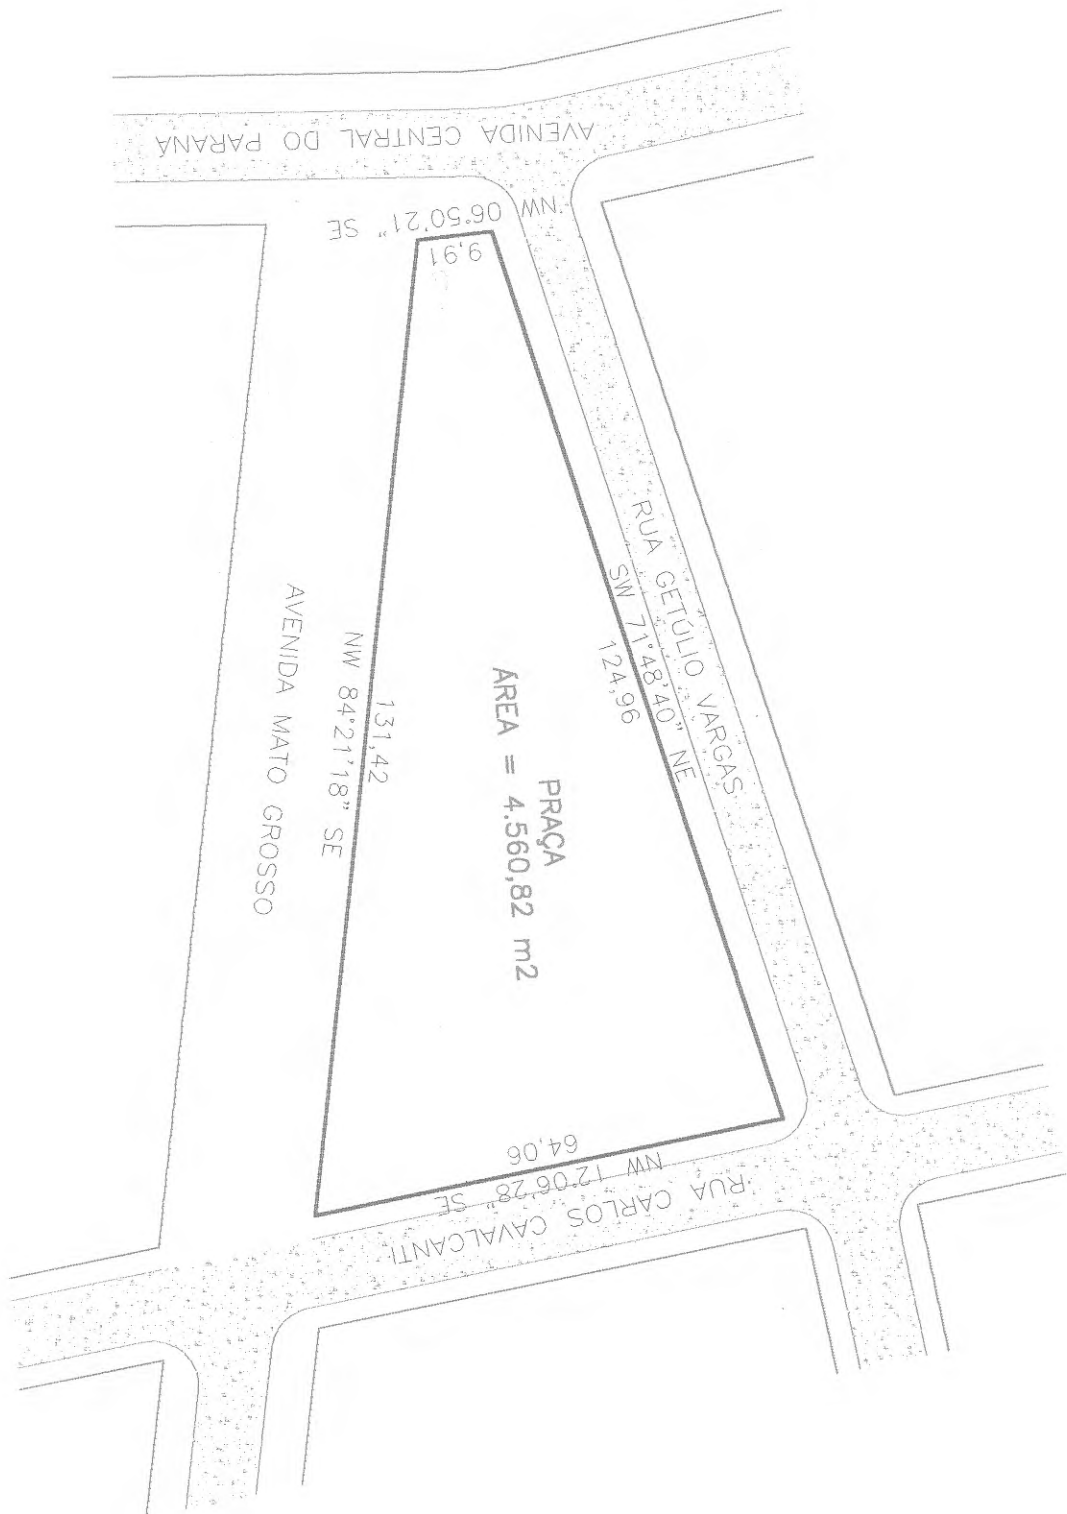 AVENIDA CENTRAL DO PARANÁ
NW 06°50'21" SE
9,91
RUA GETÚLIO VARGAS
SW 71°48'40" NE
124,96
PRAÇA
ÁREA = 4.560,82 m2
131,42
NW 84°21'18" SE
AVENIDA MATO GROSSO
64,06
NW 12°06'28" SE
RUA CARLOS CAVALCANTI